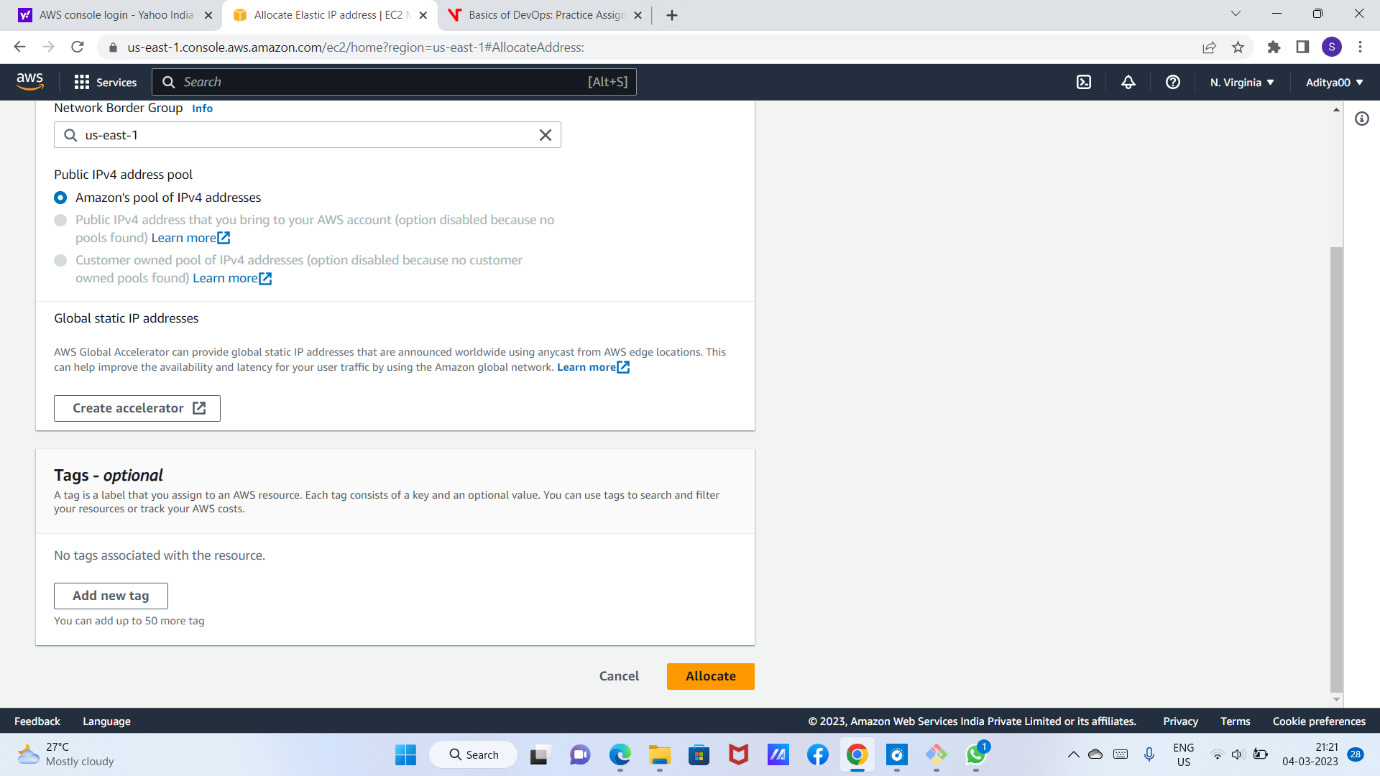 AWS console login - Yahoo India
Allocate Elastic IP address | EC2 M
Basics of DevOps: Practice Assign
us-east-1.console.aws.amazon.com/ec2/home?region=us-east-1#AllocateAddress:
S
aws
Services
Search
[Alt+S]
N. Virginia
Aditya00
Network Border Group Info
us-east-1
Public IPv4 address pool
Amazon's pool of IPv4 addresses
Public IPv4 address that you bring to your AWS account (option disabled because no
pools found) Learn more
Customer owned pool of IPv4 addresses (option disabled because no customer
owned pools found) Learn more
Global static IP addresses
AWS Global Accelerator can provide global static IP addresses that are announced worldwide using anycast from AWS edge locations. This
can help improve the availability and latency for your user traffic by using the Amazon global network. Learn more
Create accelerator
Tags - optional
A tag is a label that you assign to an AWS resource. Each tag consists of a key and an optional value. You can use tags to search and filter
your resources or track your AWS costs.
No tags associated with the resource.
Add new tag
You can add up to 50 more tag
Cancel
Allocate
Feedback
Language
© 2023, Amazon Web Services India Private Limited or its affiliates.
Privacy
Terms
Cookie preferences
27°C
Mostly cloudy
Search
1
ENG
US
21:21
04-03-2023
28